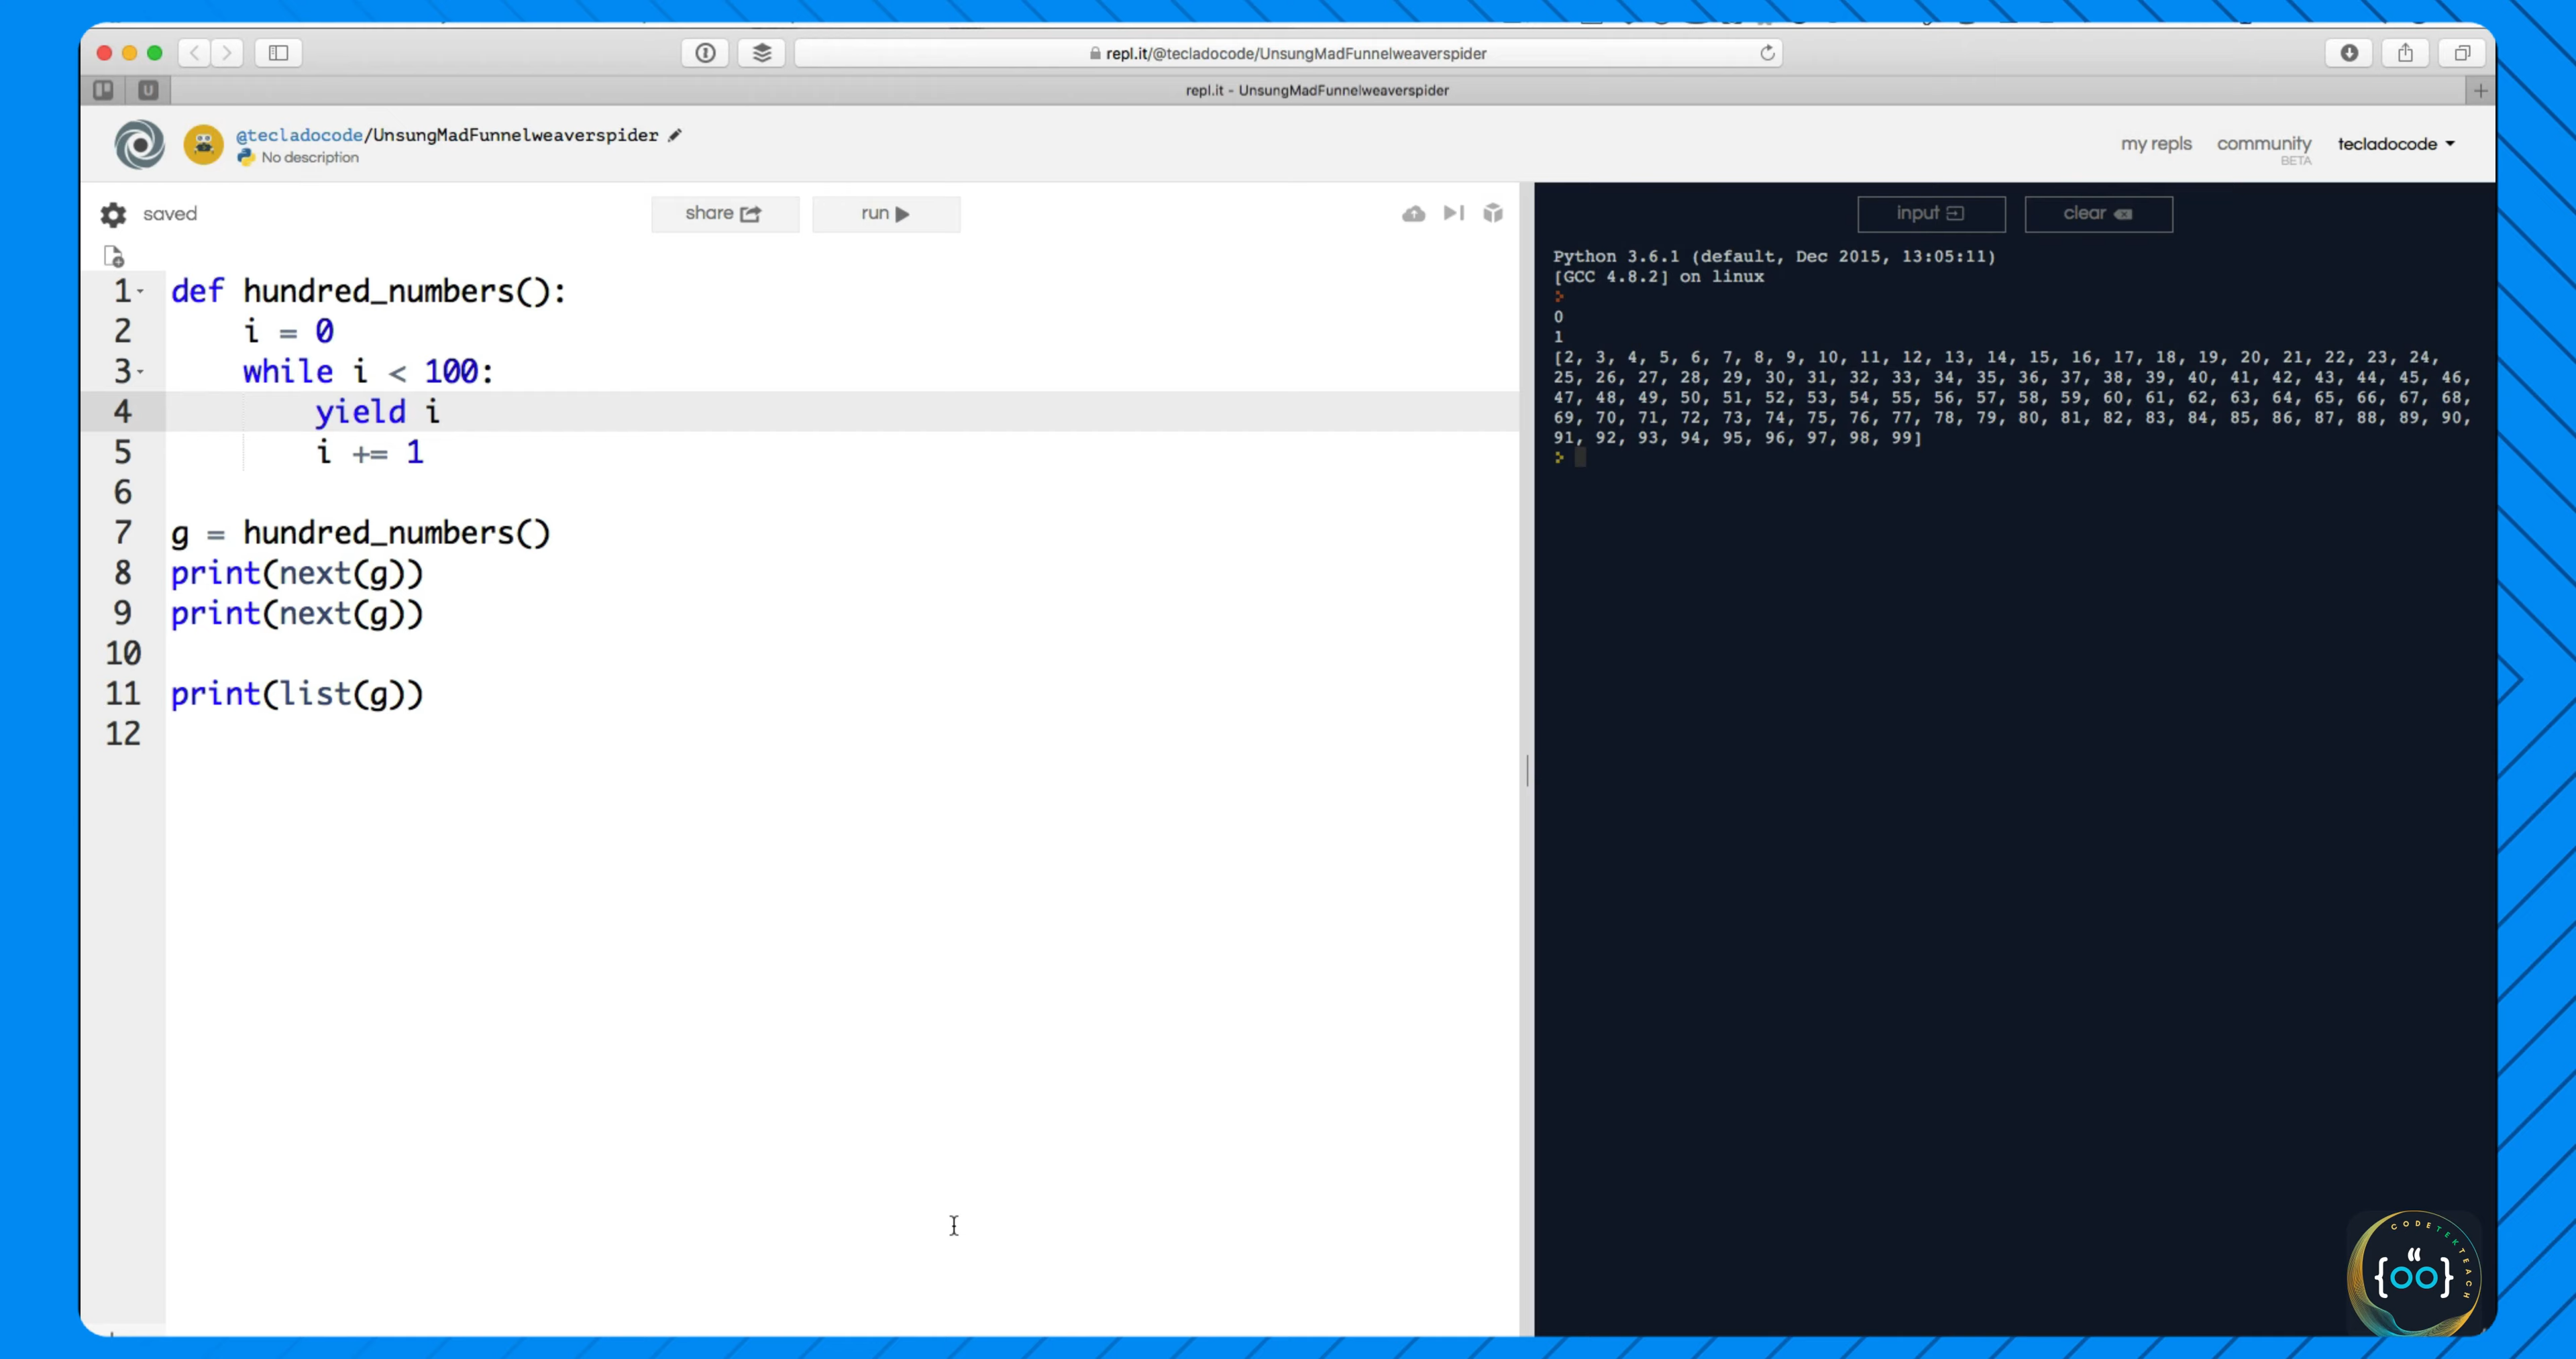 repl.it/@tecladocode/UnsungMadFunnelweaverspider
U
repl.it - UnsungMadFunnelweaverspider
@tecladocode/UnsungMadFunnelweaverspider
No description
my repls
community
BETA
tecladocode
saved
share
run
input
clear
1 def hundred_numbers():
2     i = 0
3     while i < 100:
4         yield i
5         i += 1
6
7 g = hundred_numbers()
8 print(next(g))
9 print(next(g))
10
11 print(list(g))
12
Python 3.6.1 (default, Dec 2015, 13:05:11)
[GCC 4.8.2] on linux
0
1
[2, 3, 4, 5, 6, 7, 8, 9, 10, 11, 12, 13, 14, 15, 16, 17, 18, 19, 20, 21, 22, 23, 24,
25, 26, 27, 28, 29, 30, 31, 32, 33, 34, 35, 36, 37, 38, 39, 40, 41, 42, 43, 44, 45, 46,
47, 48, 49, 50, 51, 52, 53, 54, 55, 56, 57, 58, 59, 60, 61, 62, 63, 64, 65, 66, 67, 68,
69, 70, 71, 72, 73, 74, 75, 76, 77, 78, 79, 80, 81, 82, 83, 84, 85, 86, 87, 88, 89, 90,
91, 92, 93, 94, 95, 96, 97, 98, 99]
CODETEKTEACH